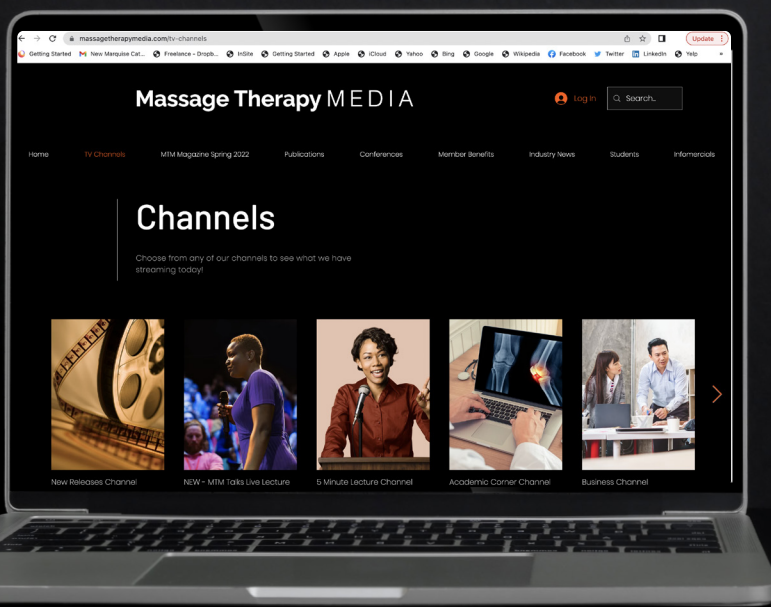 massagetherapymedia.com/tv-channels
Update
Getting Started New Marquise Cat... Freelance - Dropb... InSite Getting Started Apple iCloud Yahoo Bing Google Wikipedia Facebook Twitter LinkedIn Yelp »
Massage Therapy MEDIA
Log In
Search...
Home TV Channels MTM Magazine Spring 2022 Publications Conferences Member Benefits Industry News Students Infomercials
Channels
Choose from any of our channels to see what we have
streaming today!
New Releases Channel NEW - MTM Talks Live Lecture 5 Minute Lecture Channel Academic Corner Channel Business Channel